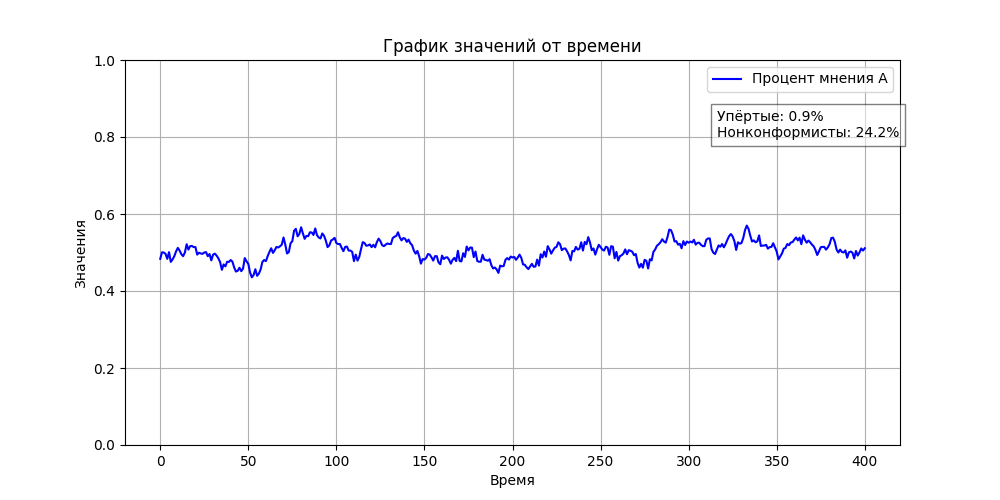 График значений от времени
Процент мнения A
Упёртые: 0.9%
Нонконформисты: 24.2%
Значения
1.0
0.8
0.6
0.4
0.2
0.0
0 50 100 150 200 250 300 350 400
Время